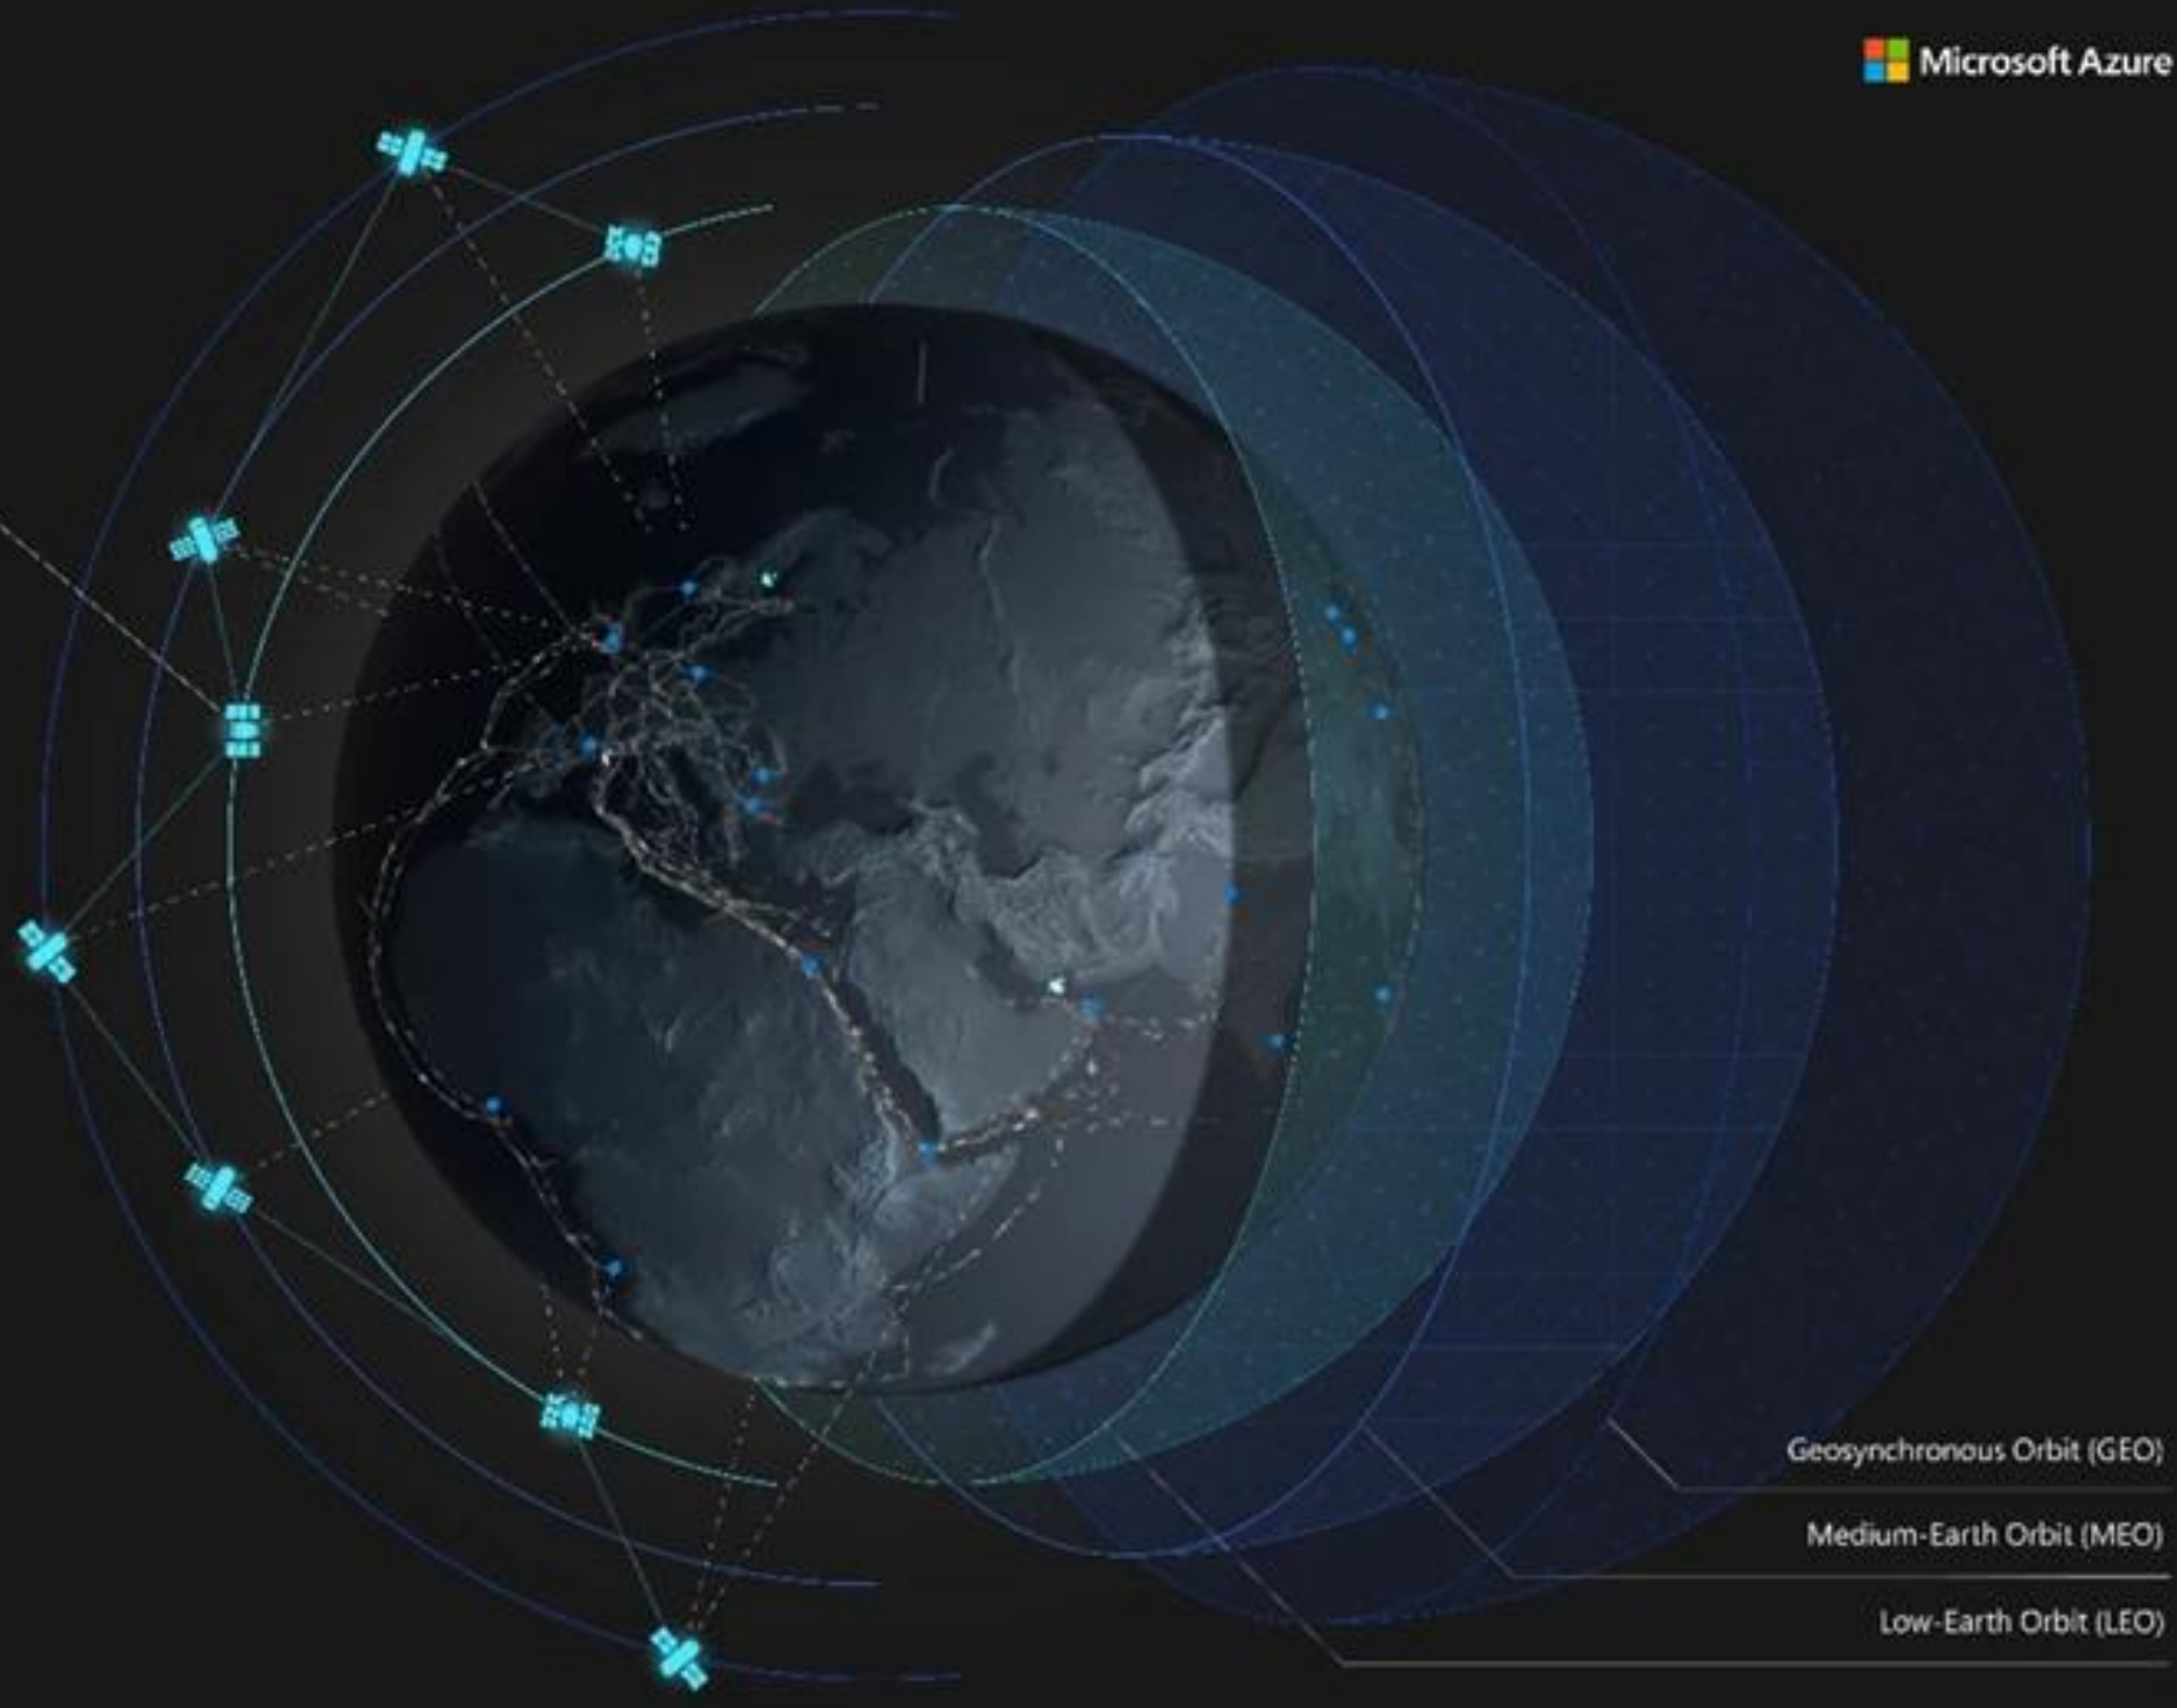 Microsoft Azure
Geosynchronous Orbit (GEO)
Medium-Earth Orbit (MEO)
Low-Earth Orbit (LEO)